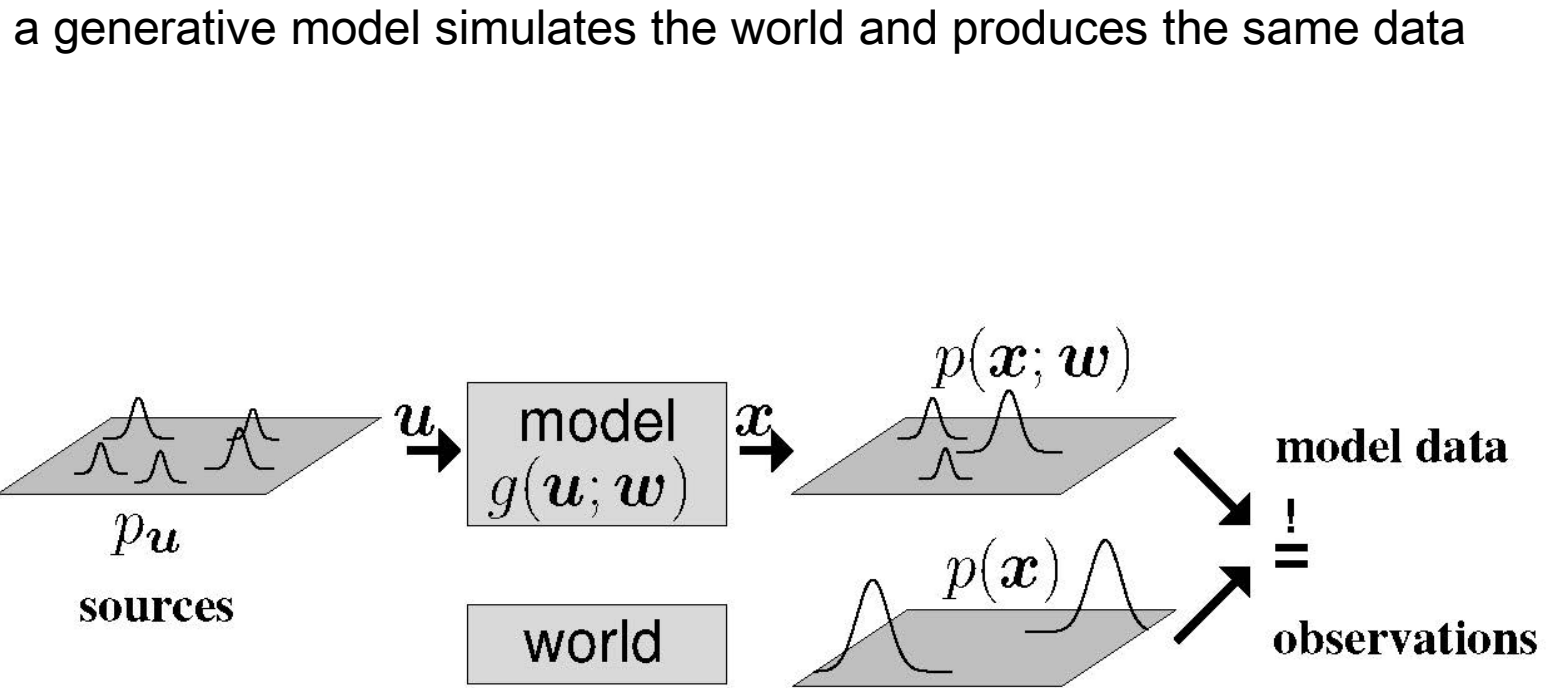 a generative model simulates the world and produces the same data
p(x; w)
u
model
x
g(u; w)
model data
!
=
p_u
p(x)
sources
world
observations